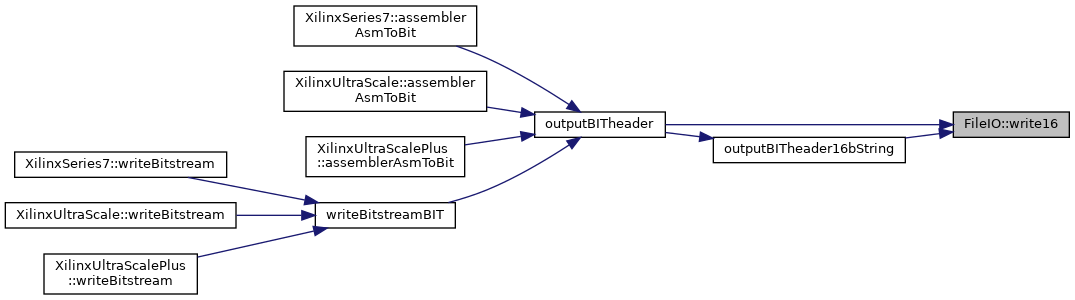 XilinxSeries7::assembler
AsmToBit
XilinxUltraScale::assembler
AsmToBit
outputBITheader
FileIO::write16
XilinxUltraScalePlus
::assemblerAsmToBit
outputBITheader16bString
XilinxSeries7::writeBitstream
XilinxUltraScale::writeBitstream
writeBitstreamBIT
XilinxUltraScalePlus
::writeBitstream